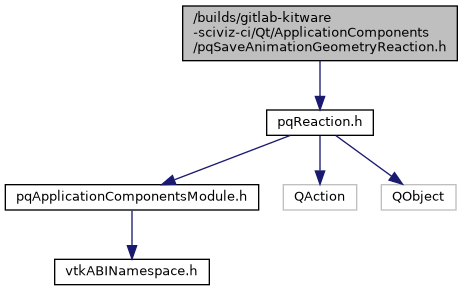 /builds/gitlab-kitware
-sciviz-ci/Qt/ApplicationComponents
/pqSaveAnimationGeometryReaction.h
pqReaction.h
pqApplicationComponentsModule.h
QAction
QObject
vtkABINamespace.h